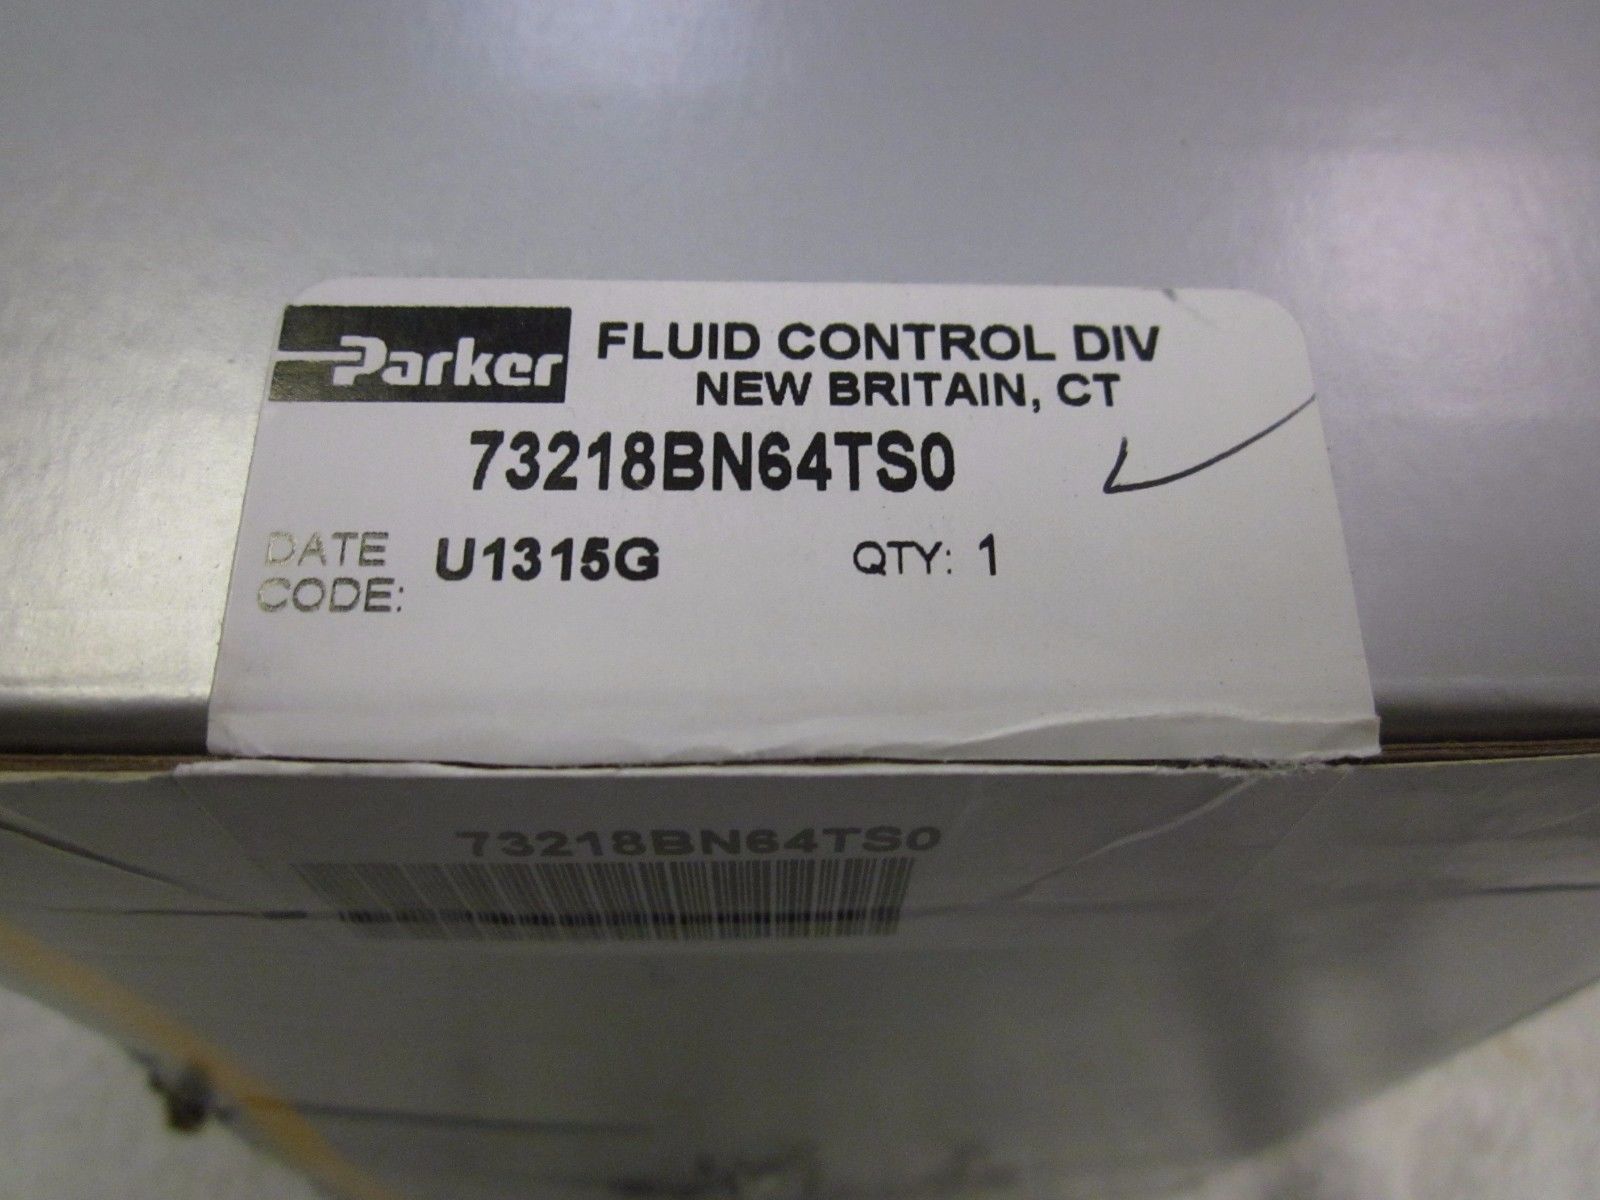 Parker
FLUID CONTROL DIV
NEW BRITAIN, CT
73218BN64TS0
DATE CODE: U1315G
QTY: 1
73218BN64TS0